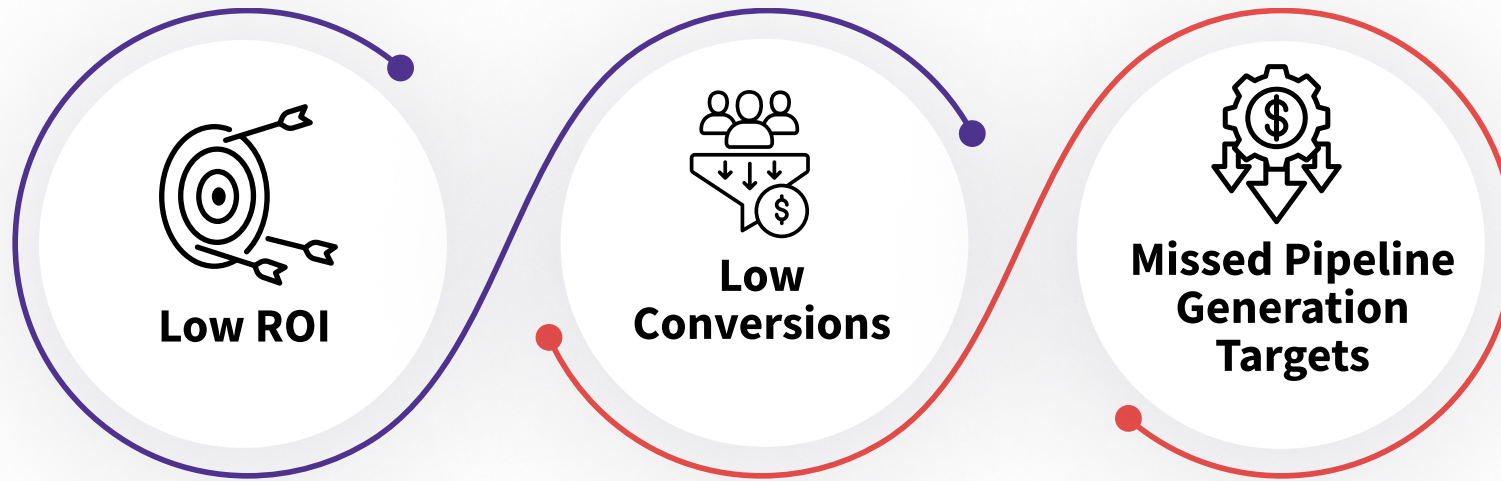 Low ROI
Low
Conversions
Missed Pipeline
Generation
Targets
$
$